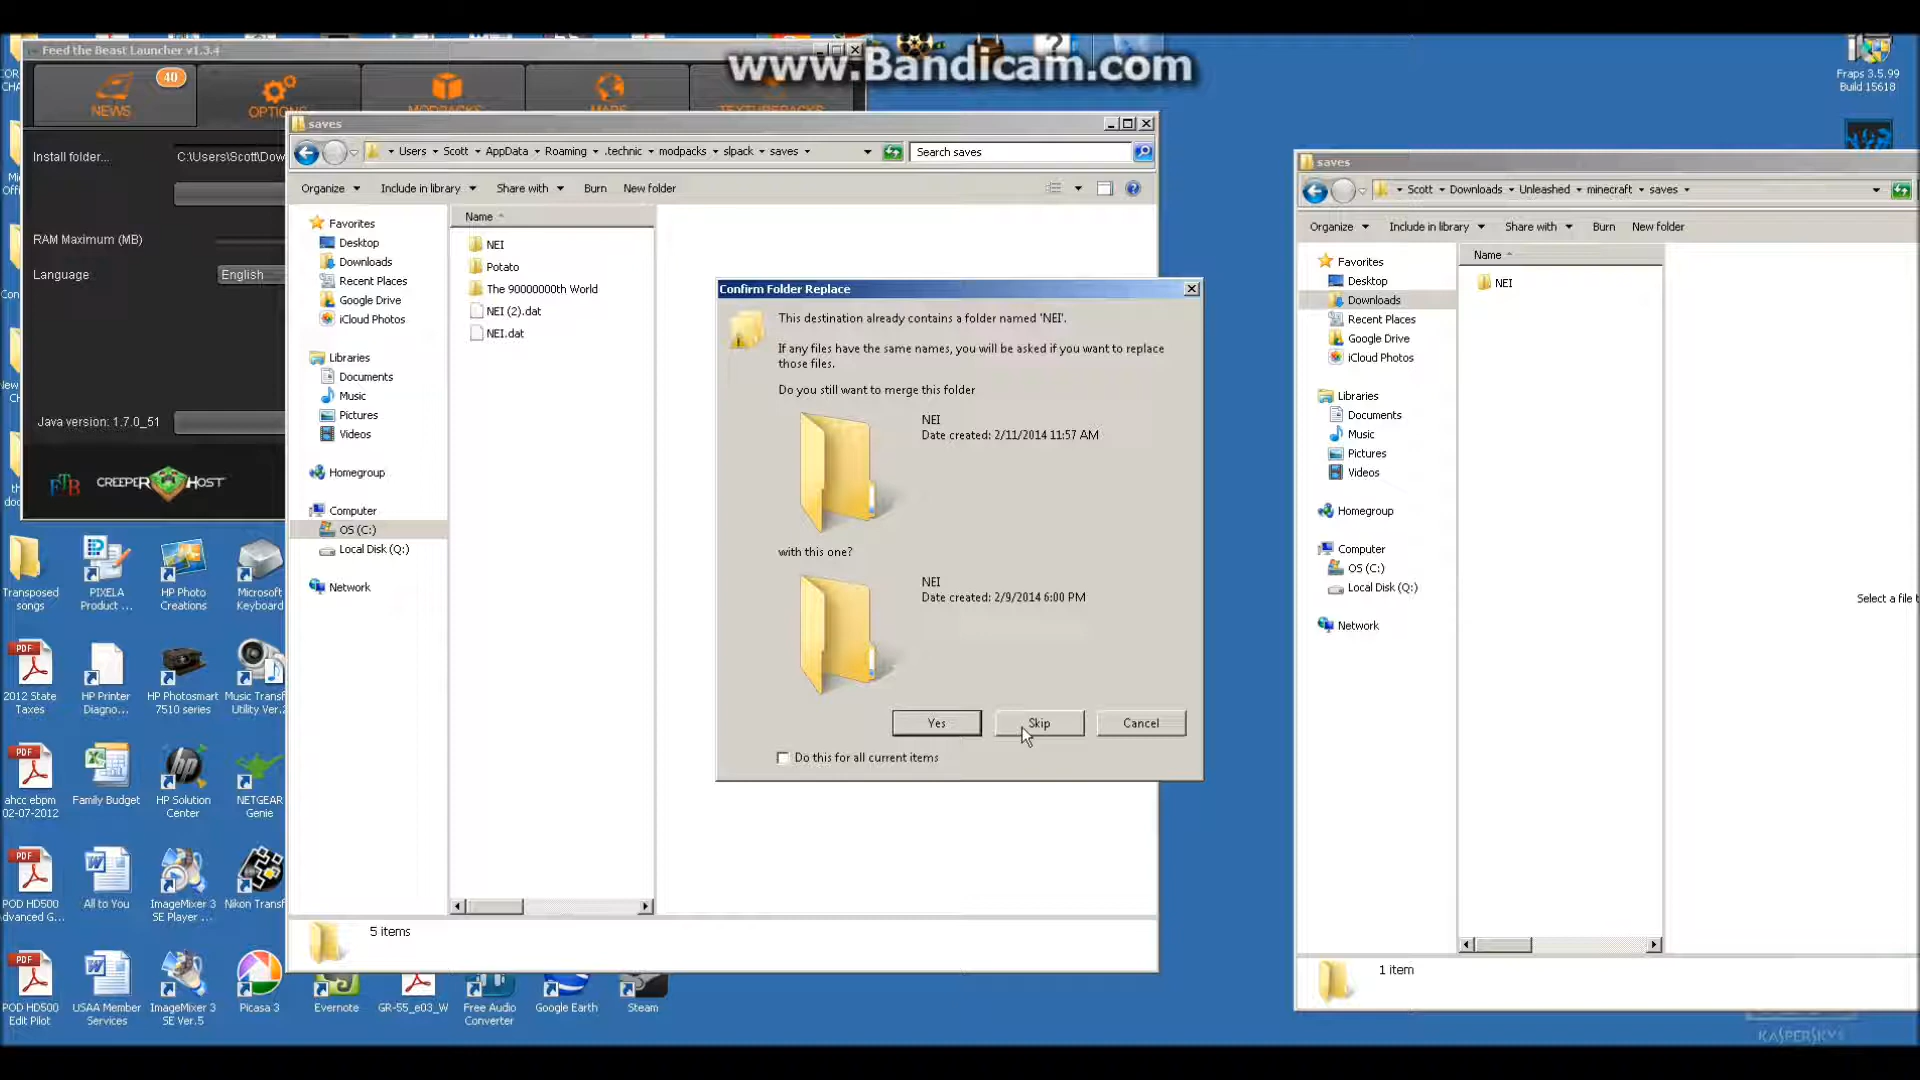 www.Bandicam.com
Feed the Beast Launcher v1.3.4
NEWS
40
OPTIONS
MODPACKS
MAPS
TEXTUREPACKS
Install folder...
C:\Users\Scott\Dow
RAM Maximum (MB)
Language
English
Java version: 1.7.0_51
FTB
CREEPER HOST
Fraps 3.5.99
Build 15618
saves
Users
Scott
AppData
Roaming
.technic
modpacks
slpack
saves
Search saves
Organize
Include in library
Share with
Burn
New folder
Favorites
Desktop
Downloads
Recent Places
Google Drive
iCloud Photos
Libraries
Documents
Music
Pictures
Videos
Homegroup
Computer
OS (C:)
Local Disk (Q:)
Network
Name
NEI
Potato
The 90000000th World
NEI (2).dat
NEI.dat
5 items
Confirm Folder Replace
This destination already contains a folder named 'NEI'.
If any files have the same names, you will be asked if you want to replace
those files.
Do you still want to merge this folder
NEI
Date created: 2/11/2014 11:57 AM
with this one?
NEI
Date created: 2/9/2014 6:00 PM
Yes
Skip
Cancel
Do this for all current items
saves
Scott
Downloads
Unleashed
minecraft
saves
Organize
Include in library
Share with
Burn
New folder
Favorites
Desktop
Downloads
Recent Places
Google Drive
iCloud Photos
Libraries
Documents
Music
Pictures
Videos
Homegroup
Computer
OS (C:)
Local Disk (Q:)
Network
Name
NEI
Select a file t
1 item
Transposed
songs
PIXELA
Product ...
HP Photo
Creations
Microsoft
Keyboard
2012 State
Taxes
HP Printer
Diagno...
HP Photosmart
7510 series
Music Transf
Utility Ver.2
ahcc ebpm
02-07-2012
Family Budget
HP Solution
Center
NETGEAR
Genie
POD HD500
Advanced G...
All to You
ImageMixer 3
SE Player ...
Nikon Transf
POD HD500
Edit Pilot
USAA Member
Services
ImageMixer 3
SE Ver.5
Picasa 3
Evernote
GR-55_e03_W
Free Audio
Converter
Google Earth
Steam
KASPERSKY